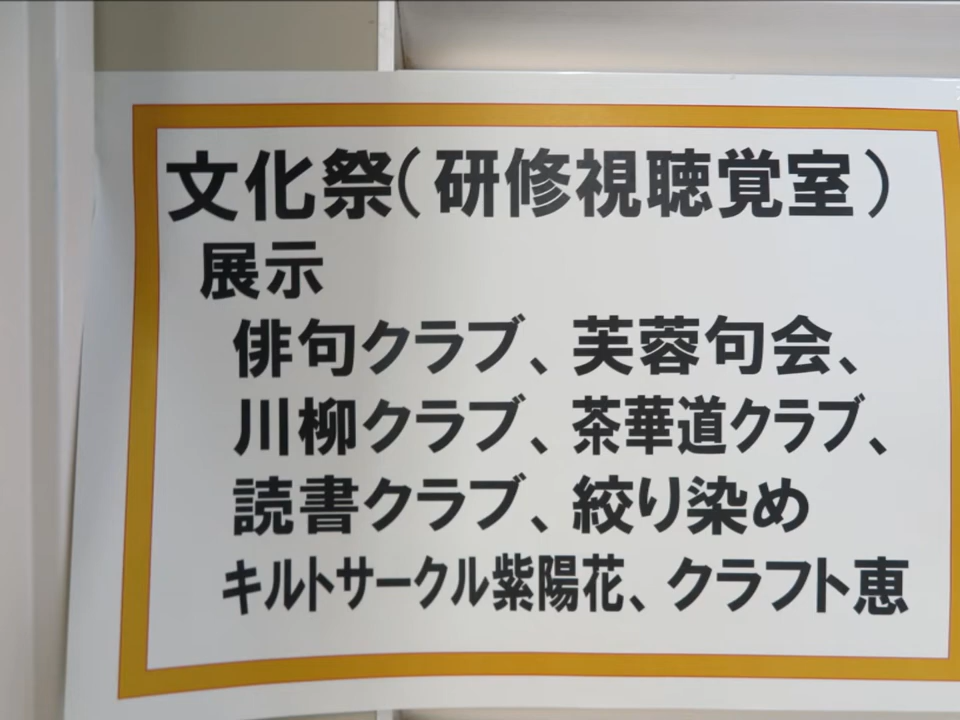 文化祭（研修視聴覚室）
展示
俳句クラブ、芙蓉句会、
川柳クラブ、茶華道クラブ、
読書クラブ、絞り染め
キルトサークル紫陽花、クラフト恵